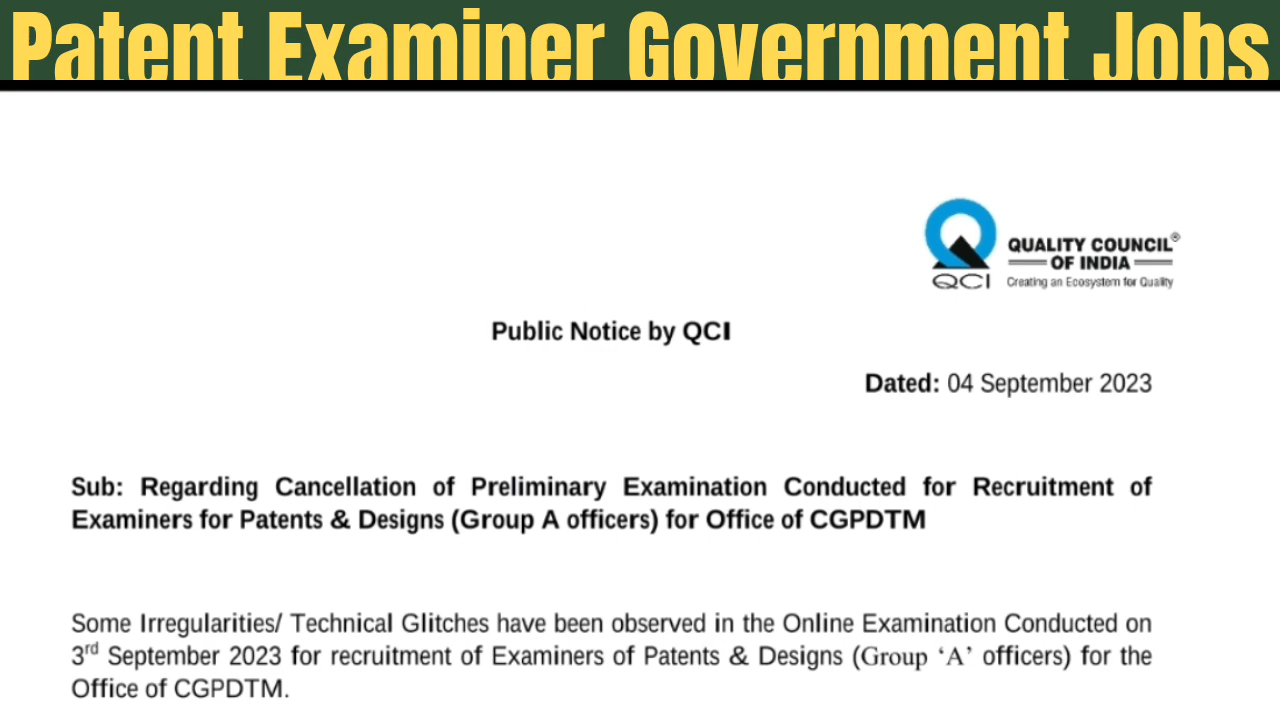 Patent Examiner Government Jobs
QUALITY COUNCIL®
OF INDIA
QCI Creating an Ecosystem for Quality
Public Notice by QCI
Dated: 04 September 2023
Sub: Regarding Cancellation of Preliminary Examination Conducted for Recruitment of
Examiners for Patents & Designs (Group A officers) for Office of CGPDTM
Some Irregularities/ Technical Glitches have been observed in the Online Examination Conducted on
3rd September 2023 for recruitment of Examiners of Patents & Designs (Group ‘A’ officers) for the
Office of CGPDTM.